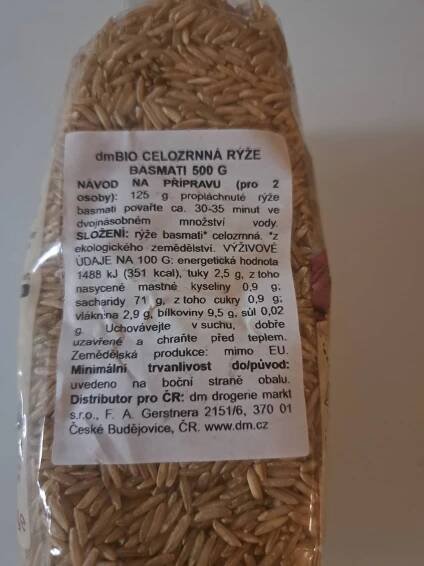 dmBIO CELOZRNNÁ RÝŽE
BASMATI 500 G
NÁVOD NA PŘÍPRAVU (pro 2
osoby): 125 g propláchnuté rýže
basmati povařte ca. 30-35 minut ve
dvojnásobném množství vody.
SLOŽENÍ: rýže basmati* celozrnná. *z
ekologického zemědělství. VÝŽIVOVÉ
ÚDAJE NA 100 G: energetická hodnota
1488 kJ (351 kcal), tuky 2,5 g, z toho
nasycené mastné kyseliny 0,9 g;
sacharidy 71 g, z toho cukry 0,9 g;
vláknina 2,9 g, bílkoviny 9,5 g, sůl 0,02
g. Uchovávejte v suchu, dobře
uzavřené a chraňte před teplem.
Zemědělská produkce: mimo EU.
Minimální trvanlivost do/původ:
uvedeno na boční straně obalu.
Distributor pro ČR: dm drogerie markt
s.r.o., F. A. Gerstnera 2151/6, 370 01
České Budějovice, ČR. www.dm.cz